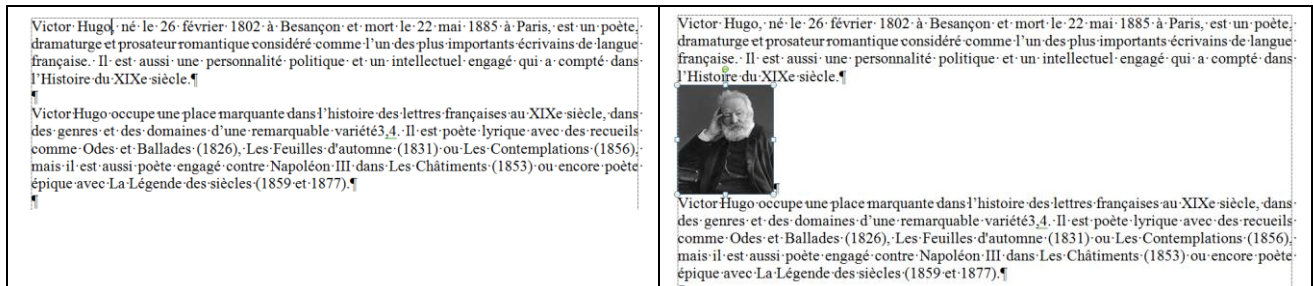 Victor Hugo, né le 26 février 1802 à Besançon et mort le 22 mai 1885 à Paris, est un poète,
dramaturge et prosateur romantique considéré comme l’un des plus importants écrivains de langue
française. Il est aussi une personnalité politique et un intellectuel engagé qui a compté dans
l’Histoire du XIXe siècle.¶
¶
Victor Hugo occupe une place marquante dans l’histoire des lettres françaises au XIXe siècle, dans
des genres et des domaines d’une remarquable variété3,4. Il est poète lyrique avec des recueils
comme Odes et Ballades (1826), Les Feuilles d'automne (1831) ou Les Contemplations (1856),
mais il est aussi poète engagé contre Napoléon III dans Les Châtiments (1853) ou encore poète
épique avec La Légende des siècles (1859 et 1877).¶
¶
Victor Hugo, né le 26 février 1802 à Besançon et mort le 22 mai 1885 à Paris, est un poète,
dramaturge et prosateur romantique considéré comme l’un des plus importants écrivains de langue
française. Il est aussi une personnalité politique et un intellectuel engagé qui a compté dans
l’Histoire du XIXe siècle.¶
¶
Victor Hugo occupe une place marquante dans l’histoire des lettres françaises au XIXe siècle, dans
des genres et des domaines d’une remarquable variété3,4. Il est poète lyrique avec des recueils
comme Odes et Ballades (1826), Les Feuilles d'automne (1831) ou Les Contemplations (1856),
mais il est aussi poète engagé contre Napoléon III dans Les Châtiments (1853) ou encore poète
épique avec La Légende des siècles (1859 et 1877).¶